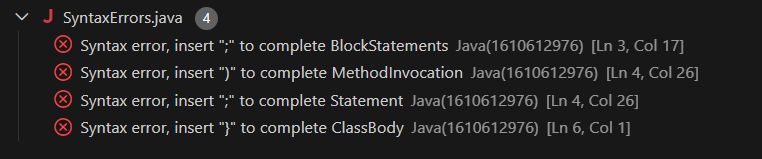 J SyntaxErrors.java 4
Syntax error, insert ";" to complete BlockStatements Java(1610612976) [Ln 3, Col 17]
Syntax error, insert ")" to complete MethodInvocation Java(1610612976) [Ln 4, Col 26]
Syntax error, insert ";" to complete Statement Java(1610612976) [Ln 4, Col 26]
Syntax error, insert "}" to complete ClassBody Java(1610612976) [Ln 6, Col 1]